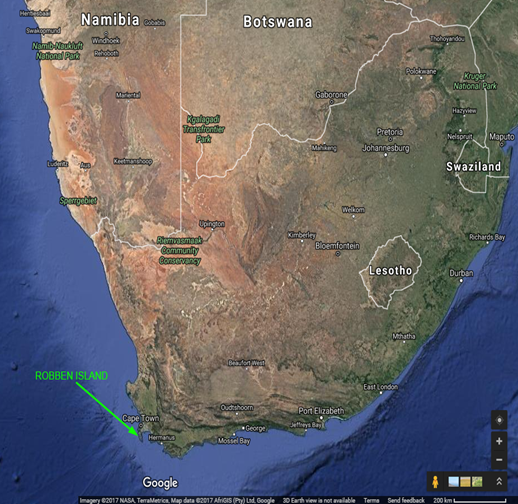 Hentiesbaai
Swakopmund
Namibia
Gobabis
Windhoek
Rehoboth
Namib-Naukluft
National Park
Botswana
Thohoyandou
Polokwane
Kruger
National Park
Mariental
Gaborone
Hazyview
Kgalagadi
Transfrontier
Park
Pretoria
Nelspruit
Maputo
Mahikeng
Johannesburg
Luderitz
Aus
Keetmanshoop
Swaziland
Sperrgebiet
Welkom
Upington
Kimberley
Richards Bay
Riemvasmaak
Community
Conservancy
Bloemfontein
Lesotho
Durban
Mthatha
Beaufort West
ROBBEN ISLAND
East London
Oudtshoorn
Port Elizabeth
Cape Town
George
Jeffreys Bay
Hermanus
Mossel Bay
Google
Imagery ©2017 NASA, TerraMetrics, Map data ©2017 AfriGIS (Pty) Ltd, Google 3D Earth view is not available Terms Send feedback 200 km